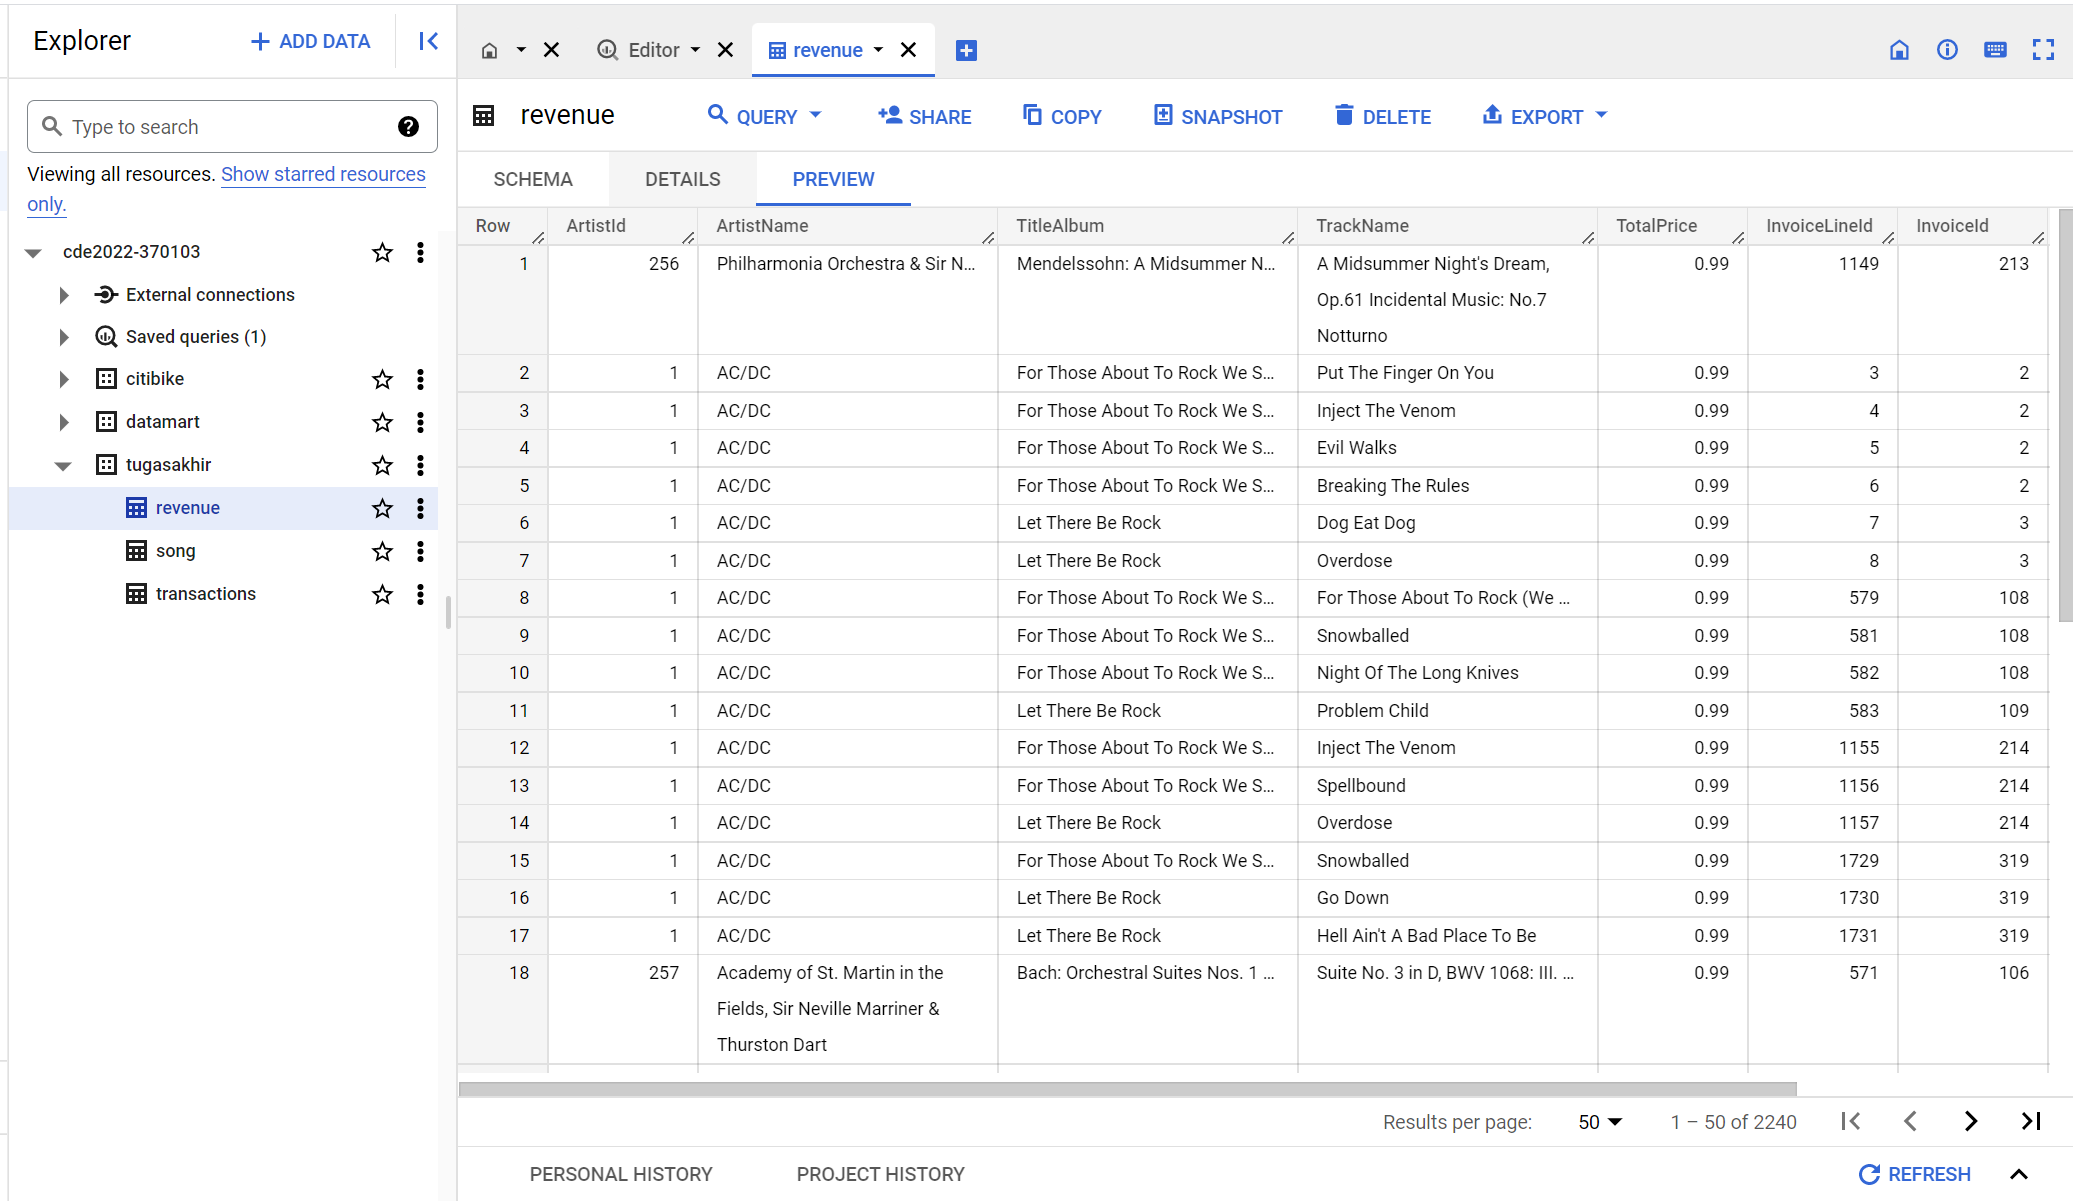 Explorer
ADD DATA
Type to search
Viewing all resources. Show starred resources
only.
cde2022-370103
External connections
Saved queries (1)
citibike
datamart
tugasakhir
revenue
song
transactions
Editor
revenue
revenue
QUERY
SHARE
COPY
SNAPSHOT
DELETE
EXPORT
SCHEMA DETAILS PREVIEW
Row ArtistId ArtistName TitleAlbum TrackName TotalPrice InvoiceLineId InvoiceId
1 256 Philharmonia Orchestra & Sir N... Mendelssohn: A Midsummer N... A Midsummer Night's Dream, 0.99 1149 213
Op.61 Incidental Music: No.7
Notturno
2 1 AC/DC For Those About To Rock We S... Put The Finger On You 0.99 3 2
3 1 AC/DC For Those About To Rock We S... Inject The Venom 0.99 4 2
4 1 AC/DC For Those About To Rock We S... Evil Walks 0.99 5 2
5 1 AC/DC For Those About To Rock We S... Breaking The Rules 0.99 6 2
6 1 AC/DC Let There Be Rock Dog Eat Dog 0.99 7 3
7 1 AC/DC Let There Be Rock Overdose 0.99 8 3
8 1 AC/DC For Those About To Rock We S... For Those About To Rock (We ... 0.99 579 108
9 1 AC/DC For Those About To Rock We S... Snowballed 0.99 581 108
10 1 AC/DC For Those About To Rock We S... Night Of The Long Knives 0.99 582 108
11 1 AC/DC Let There Be Rock Problem Child 0.99 583 109
12 1 AC/DC For Those About To Rock We S... Inject The Venom 0.99 1155 214
13 1 AC/DC For Those About To Rock We S... Spellbound 0.99 1156 214
14 1 AC/DC Let There Be Rock Overdose 0.99 1157 214
15 1 AC/DC For Those About To Rock We S... Snowballed 0.99 1729 319
16 1 AC/DC Let There Be Rock Go Down 0.99 1730 319
17 1 AC/DC Let There Be Rock Hell Ain't A Bad Place To Be 0.99 1731 319
18 257 Academy of St. Martin in the Bach: Orchestral Suites Nos. 1 ... Suite No. 3 in D, BWV 1068: III. ... 0.99 571 106
Fields, Sir Neville Marriner &
Thurston Dart
Results per page: 50 1 – 50 of 2240
PERSONAL HISTORY PROJECT HISTORY REFRESH